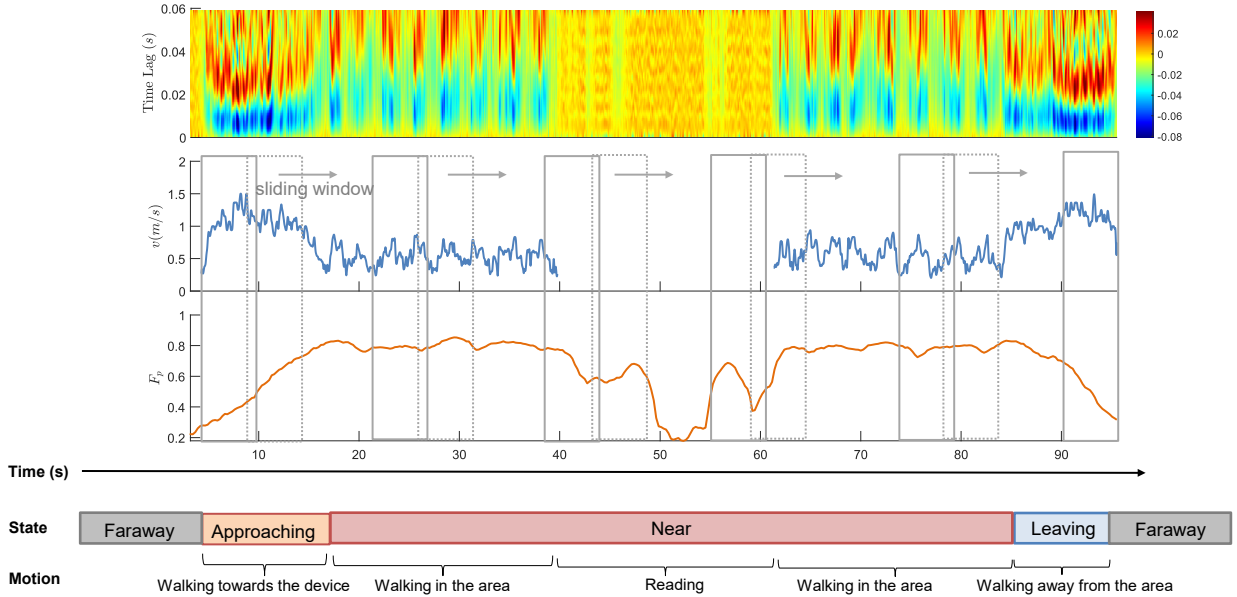 0.06
0.04
0.02
0
Time Lag (s)
0.02
0
-0.02
-0.04
-0.06
-0.08
2
1.5
1
0.5
0
v(m/s)
sliding window
1
0.8
0.6
0.4
0.2
F_p
10 20 30 40 50 60 70 80 90
Time (s)
State
Faraway Approaching Near Leaving Faraway
Motion
Walking towards the device Walking in the area Reading Walking in the area Walking away from the area